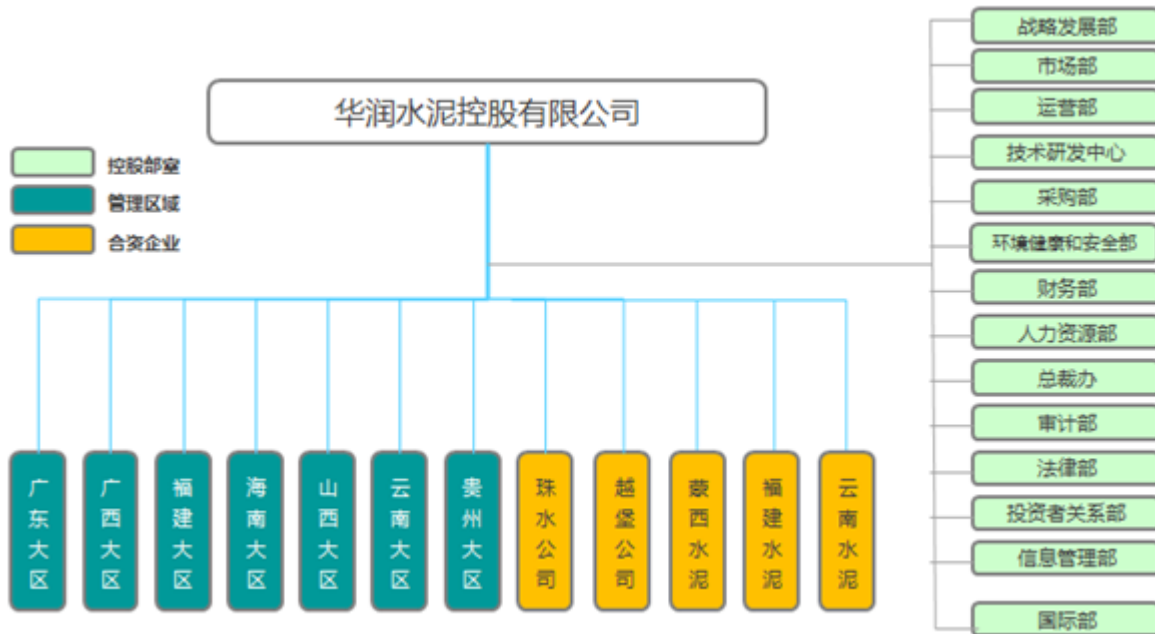 华润水泥控股有限公司
控股部室
管理区域
合资企业
广东大区
广西大区
福建大区
海南大区
山西大区
云南大区
贵州大区
珠水公司
越堡公司
蒙西水泥
福建水泥
云南水泥
战略发展部
市场部
运营部
技术研发中心
采购部
环境健康和安全部
财务部
人力资源部
总裁办
审计部
法律部
投资者关系部
信息管理部
国际部